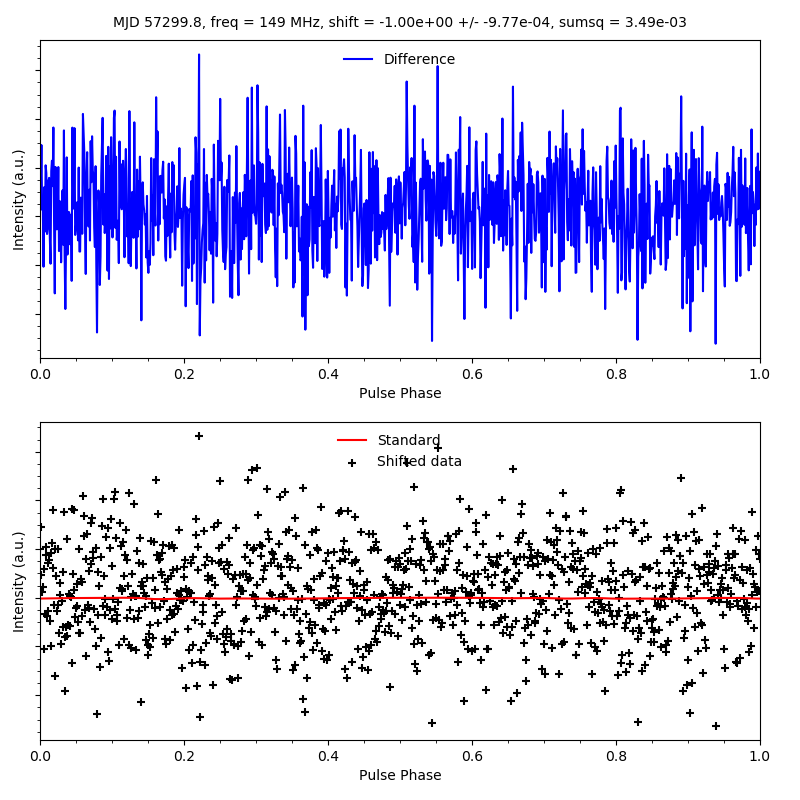 MJD 57299.8, freq = 149 MHz, shift = -1.00e+00 +/- -9.77e-04, sumsq = 3.49e-03
Difference
Intensity (a.u.)
0.0 0.2 0.4 0.6 0.8 1.0
Pulse Phase
Standard
Shifted data
Intensity (a.u.)
0.0 0.2 0.4 0.6 0.8 1.0
Pulse Phase